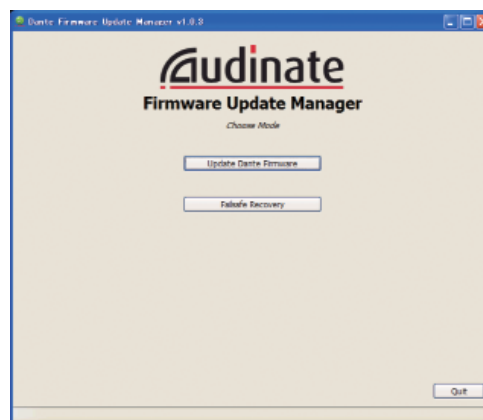 Dante Firmware Update Manager v1.0.3
Audinate
Firmware Update Manager
Choose Mode
Update Dante Firmware
Failsafe Recovery
Quit